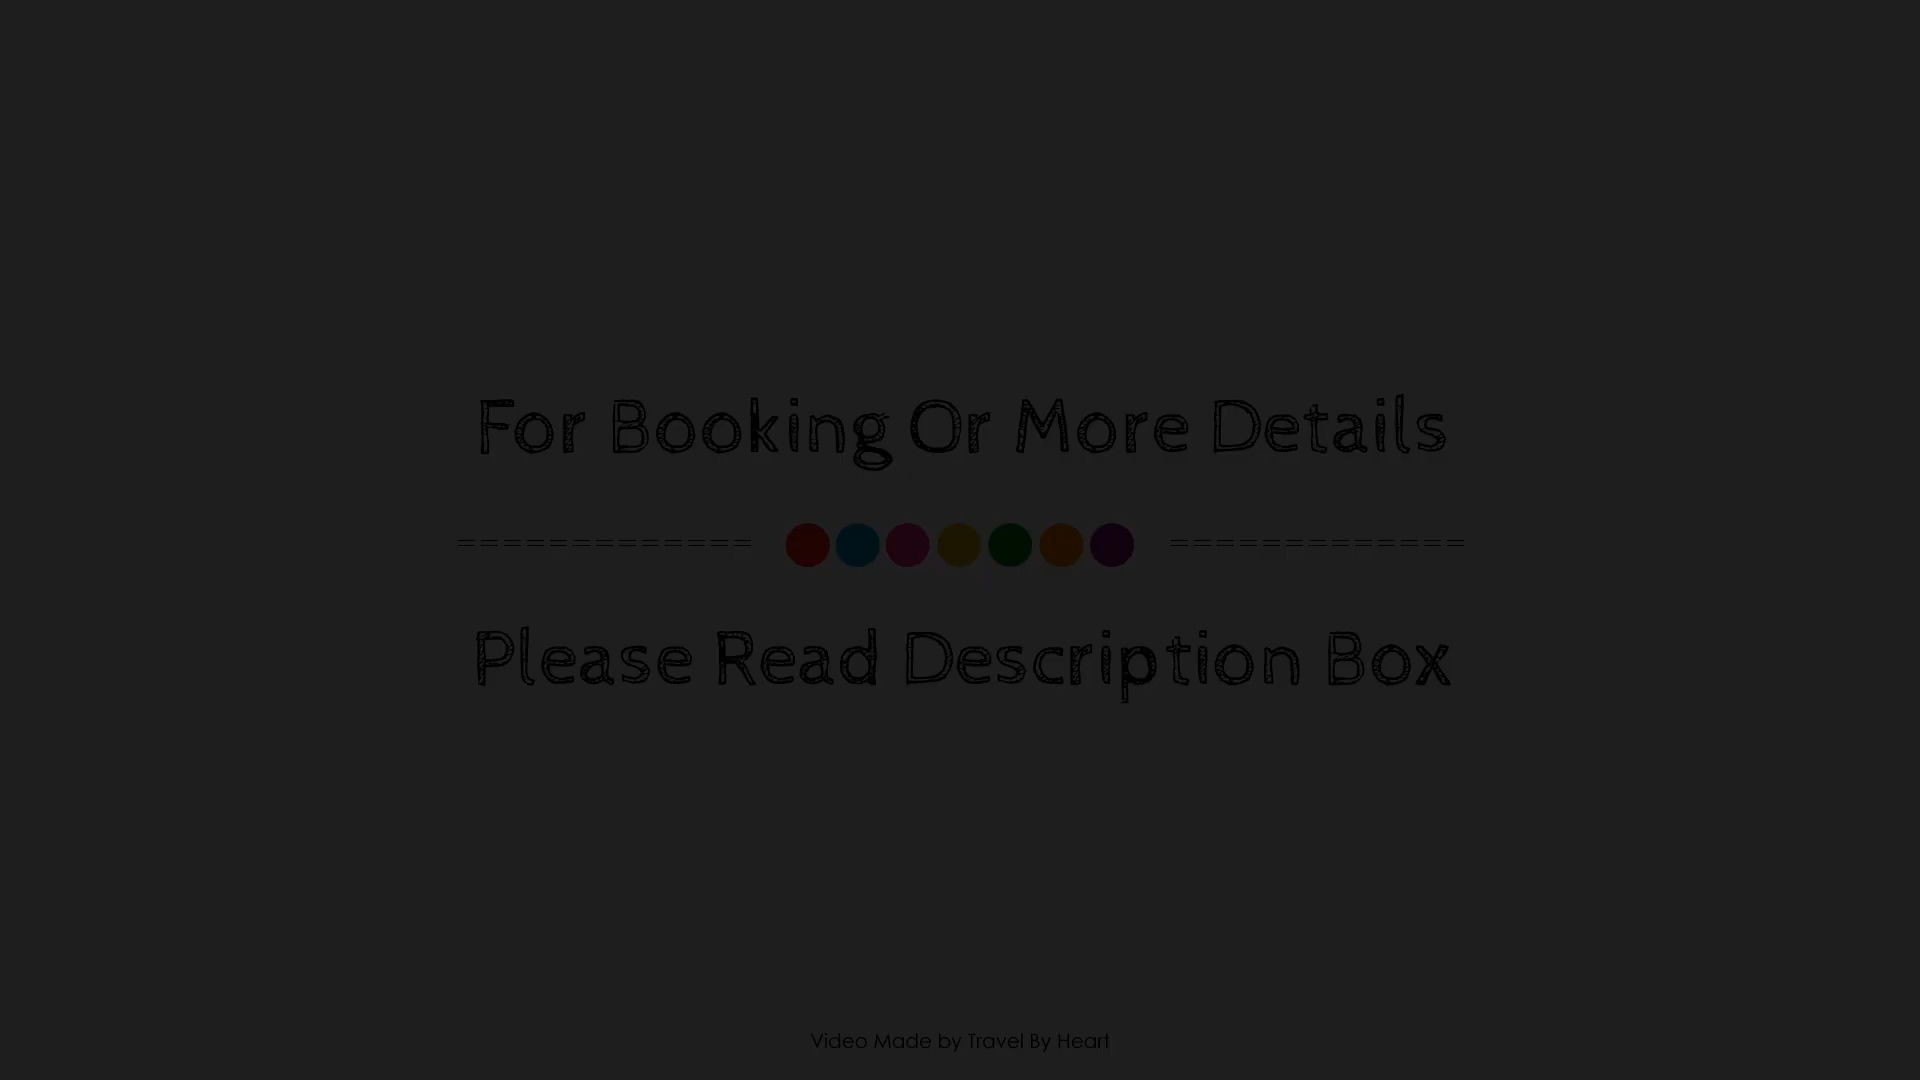 For Booking Or More Details
============= =============
Please Read Description Box
Video Made by Travel By Heart